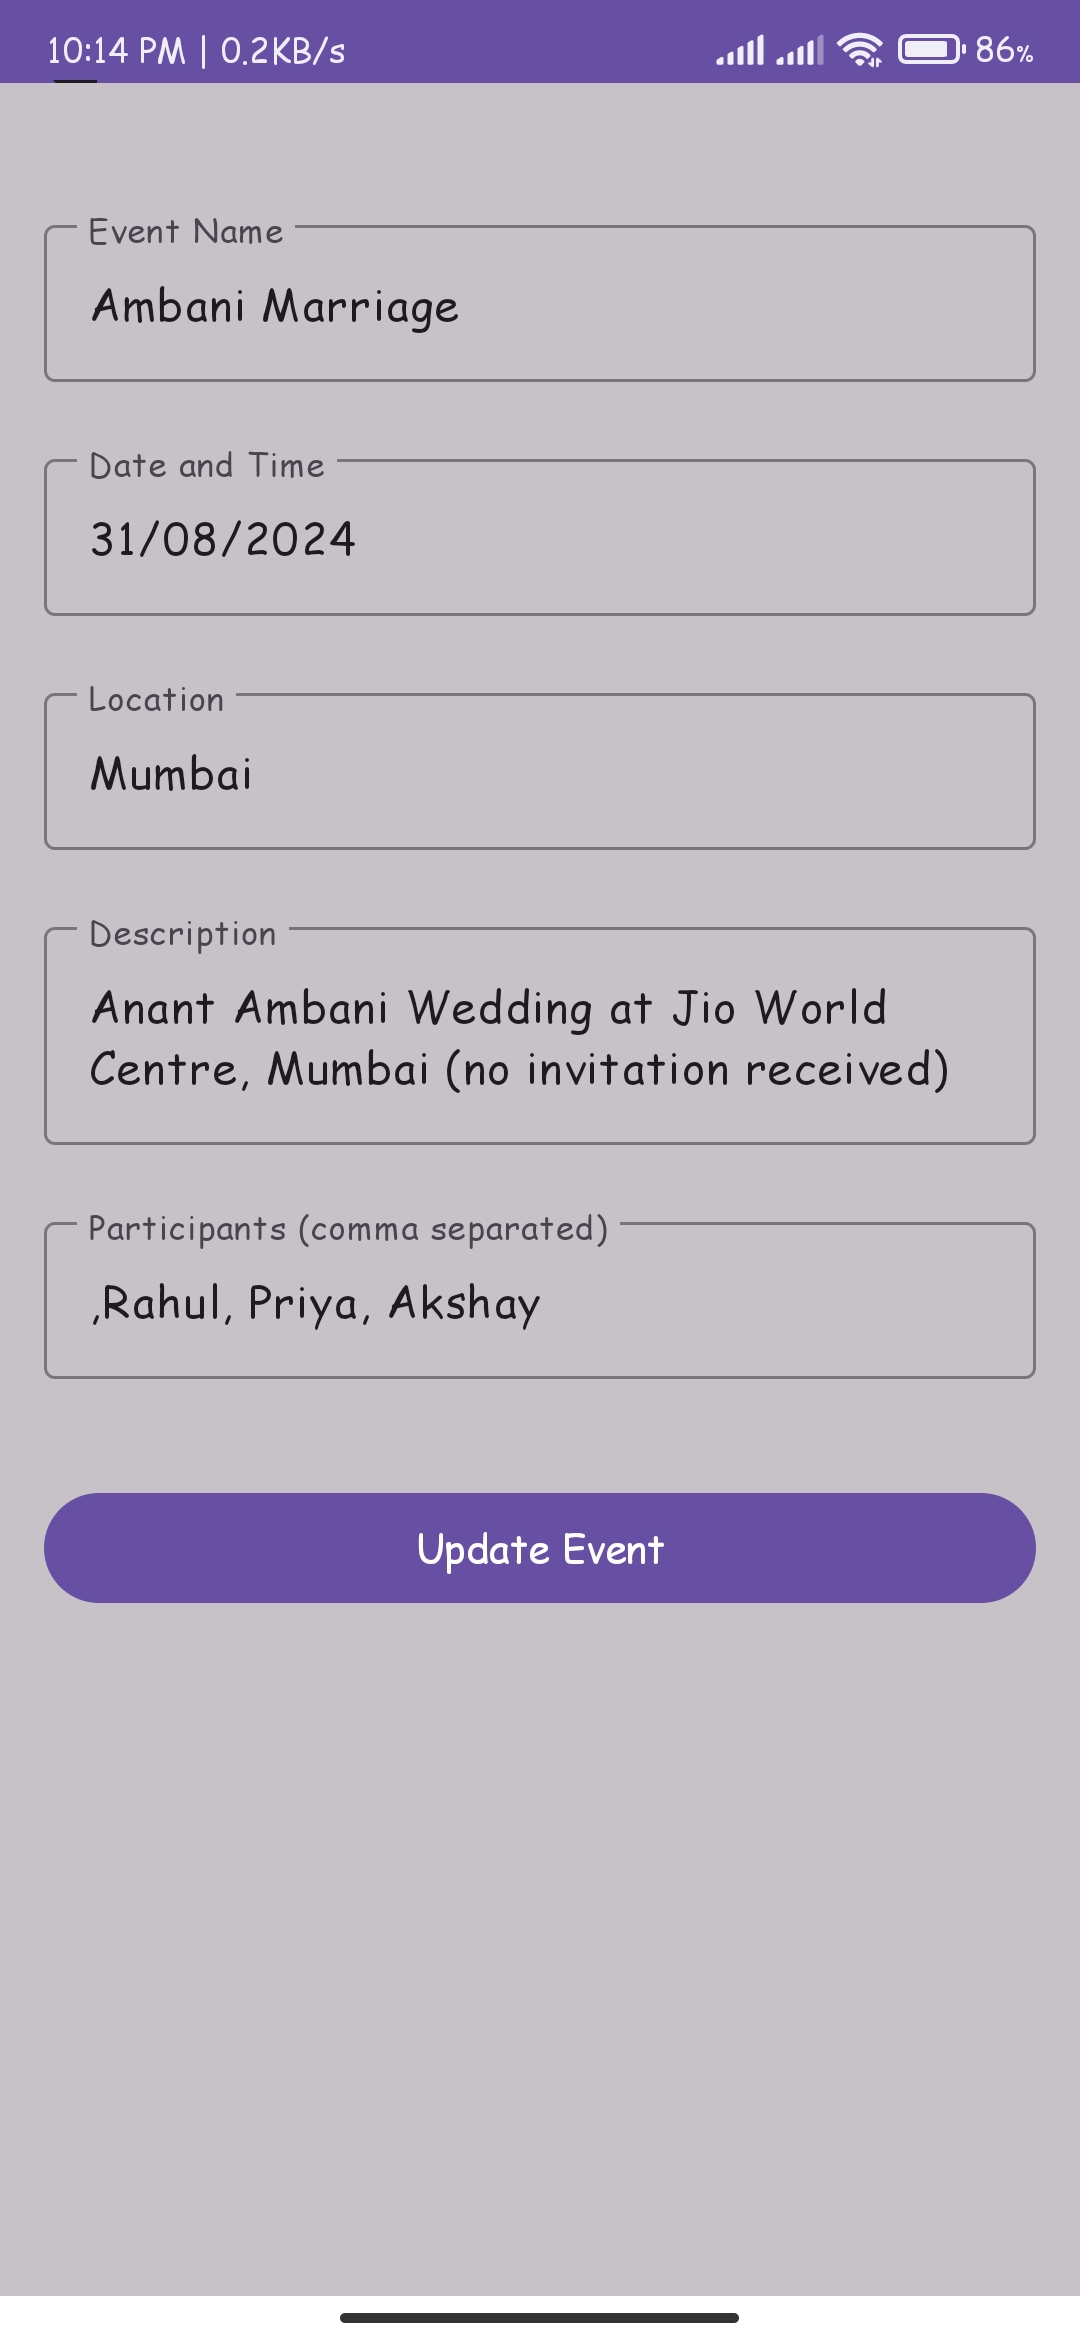 10:14 PM | 0.2KB/s 86%
Event Name
Ambani Marriage
Date and Time
31/08/2024
Location
Mumbai
Description
Anant Ambani Wedding at Jio World
Centre, Mumbai (no invitation received)
Participants (comma separated)
,Rahul, Priya, Akshay
Update Event